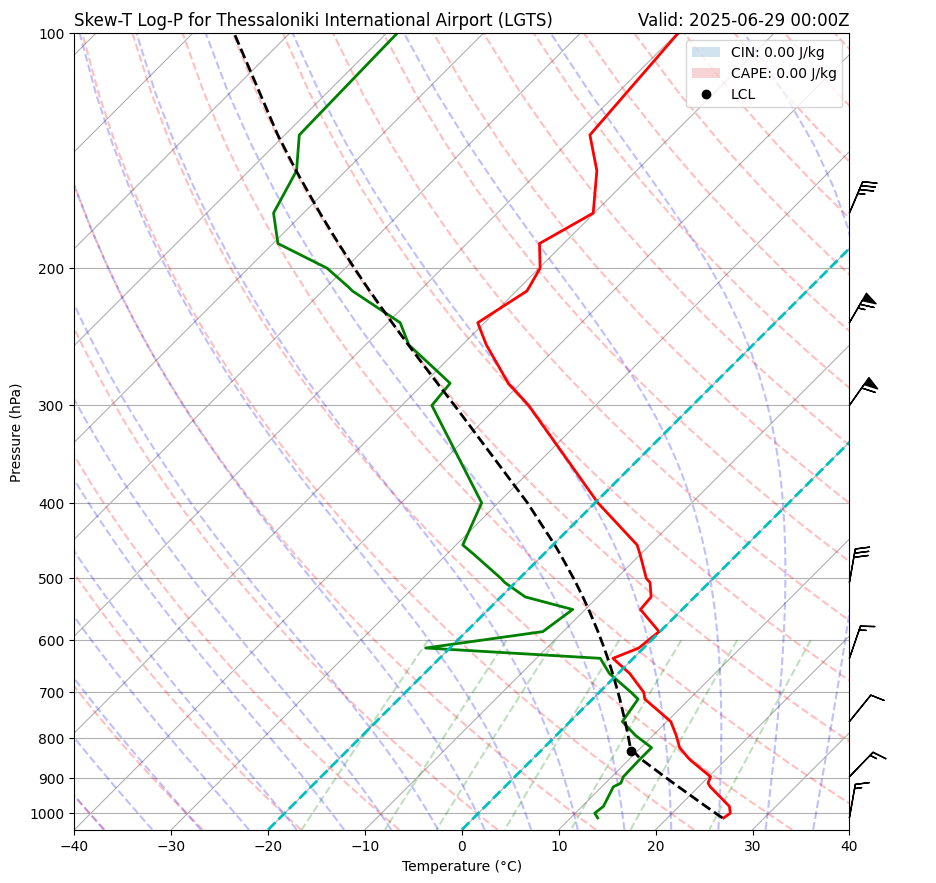 Skew-T Log-P for Thessaloniki International Airport (LGTS)
Valid: 2025-06-29 00:00Z
CIN: 0.00 J/kg
CAPE: 0.00 J/kg
LCL
100
200
300
400
500
600
700
800
900
1000
Pressure (hPa)
−40 −30 −20 −10 0 10 20 30 40
Temperature (°C)